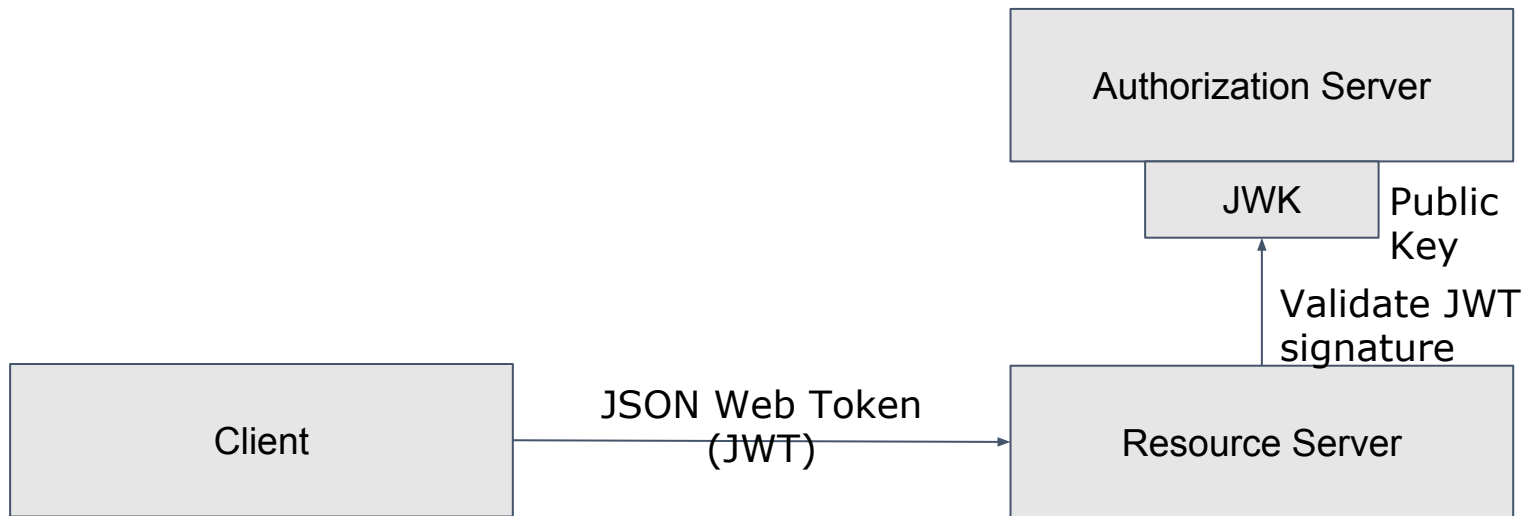 Authorization Server
JWK
Public
Key
Validate JWT
signature
Client
JSON Web Token
(JWT)
Resource Server